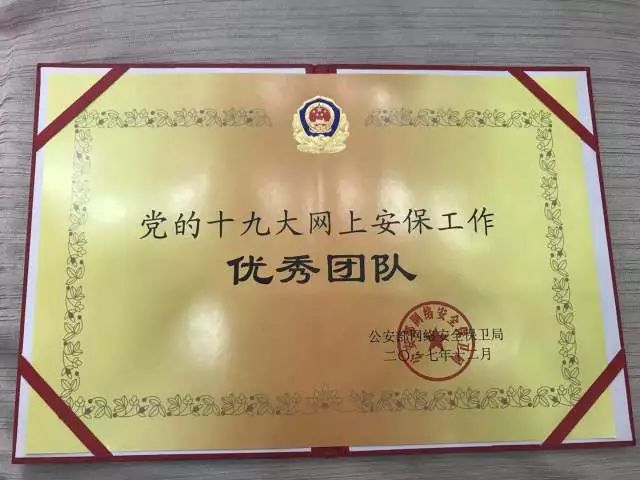 党的十九大网上安保工作
优秀团队
公安部网络安全保卫局
二〇一七年十二月